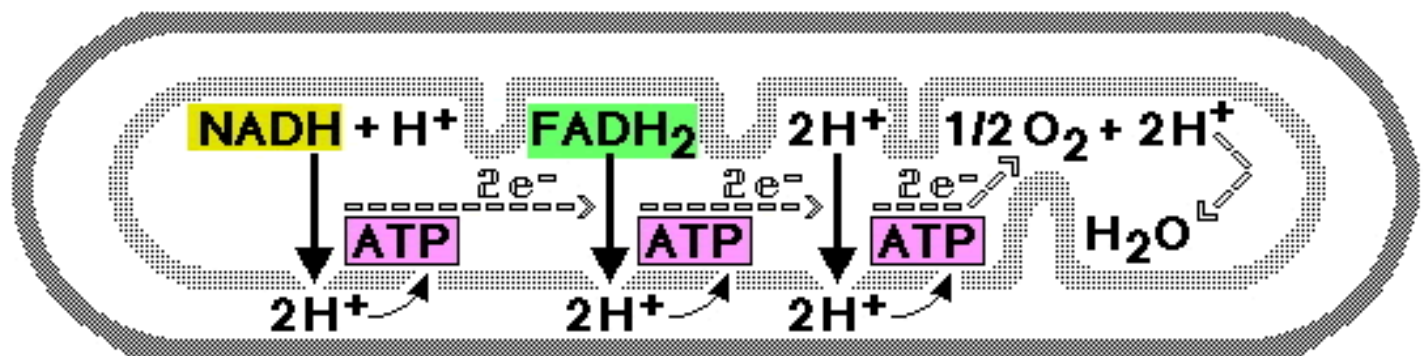 NADH + H⁺ FADH₂ 2H⁺ 1/2 O₂ + 2H⁺
2e⁻ 2e⁻ 2e⁻
ATP ATP ATP H₂O
2H⁺ 2H⁺ 2H⁺